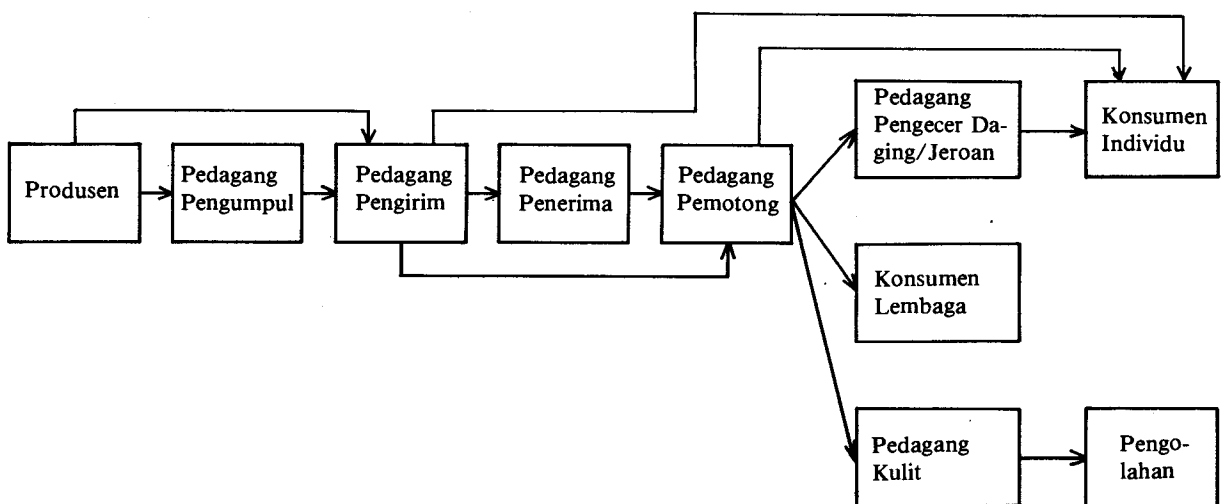 Produsen
Pedagang
Pengumpul
Pedagang
Pengirim
Pedagang
Penerima
Pedagang
Pemotong
Pedagang
Pengecer Da-
ging/Jeroan
Konsumen
Individu
Konsumen
Lembaga
Pedagang
Kulit
Pengo-
lahan